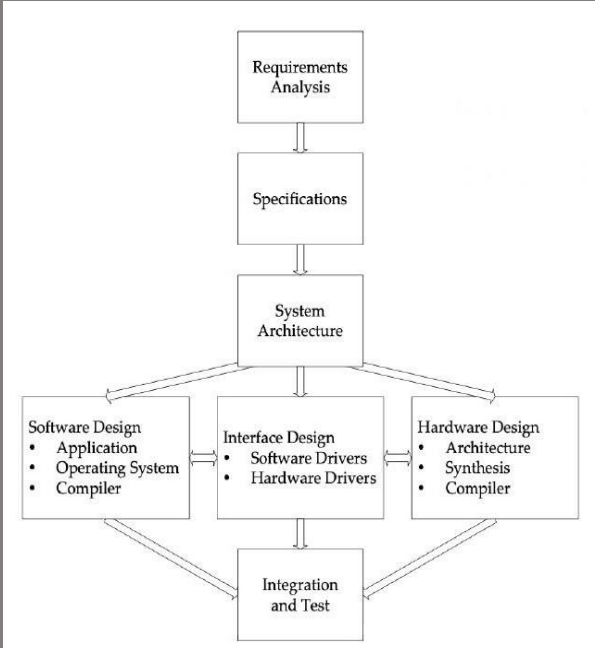 Requirements
Analysis
Specifications
System
Architecture
Software Design
• Application
• Operating System
• Compiler
Interface Design
• Software Drivers
• Hardware Drivers
Hardware Design
• Architecture
• Synthesis
• Compiler
Integration
and Test